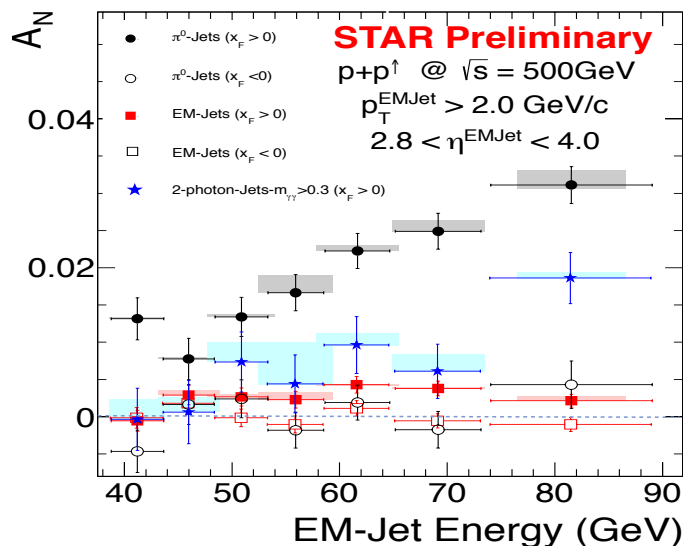 A_N
π⁰-Jets (x_F > 0)
π⁰-Jets (x_F <0)
EM-Jets (x_F > 0)
EM-Jets (x_F < 0)
2-photon-Jets-m_γγ>0.3 (x_F > 0)
STAR Preliminary
p+p↑ @ √s = 500GeV
p_T^EMJet > 2.0 GeV/c
2.8 < η^EMJet < 4.0
0.04
0.02
0
40 50 60 70 80 90
EM-Jet Energy (GeV)